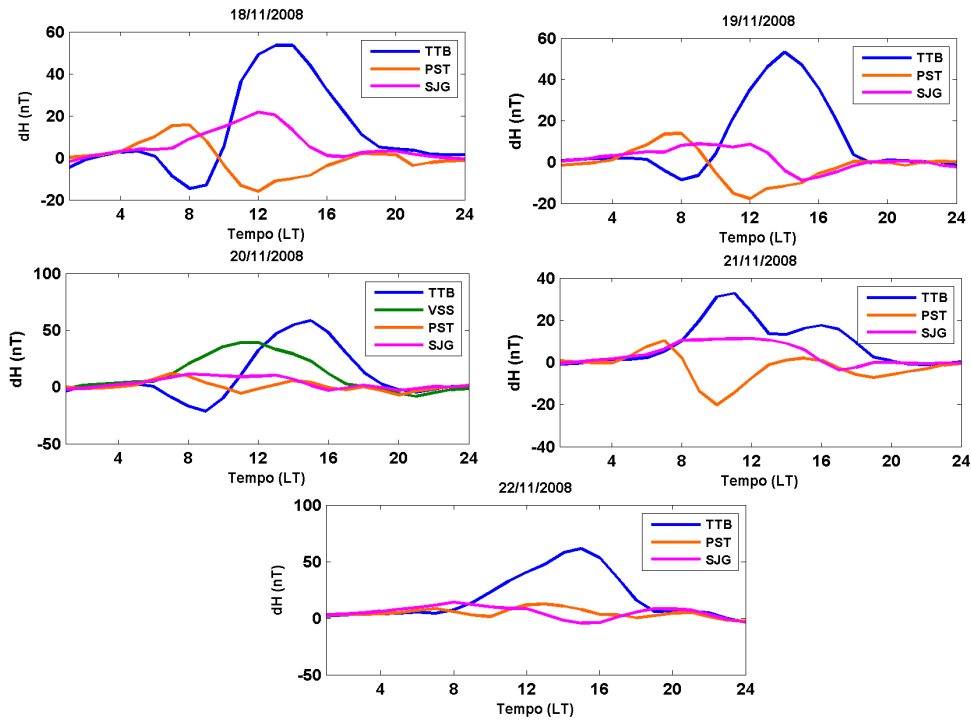 18/11/2008
60
40
20
0
-20
dH (nT)
4
8
12
16
20
24
Tempo (LT)
TTB
PST
SJG
19/11/2008
60
40
20
0
-20
dH (nT)
4
8
12
16
20
24
Tempo (LT)
TTB
PST
SJG
20/11/2008
100
50
0
-50
dH (nT)
4
8
12
16
20
24
Tempo (LT)
TTB
VSS
PST
SJG
21/11/2008
40
20
0
-20
-40
dH (nT)
4
8
12
16
20
24
Tempo (LT)
TTB
PST
SJG
22/11/2008
100
50
0
-50
dH (nT)
4
8
12
16
20
24
Tempo (LT)
TTB
PST
SJG